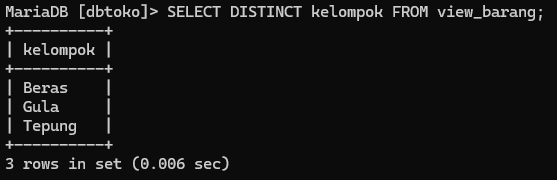 MariaDB [dbtoko]> SELECT DISTINCT kelompok FROM view_barang;
+----------+
| kelompok |
+----------+
| Beras    |
| Gula     |
| Tepung   |
+----------+
3 rows in set (0.006 sec)